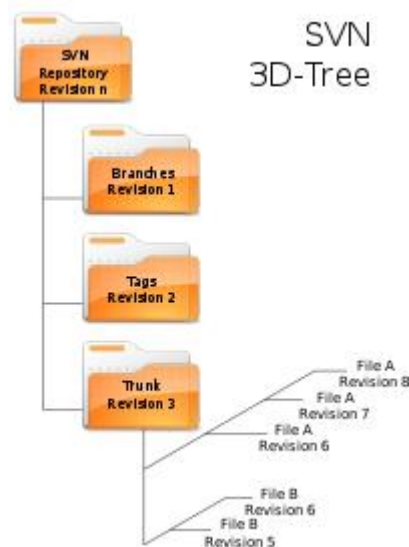 SVN
3D-Tree
SVN
Repository
Revision n
Branches
Revision 1
Tags
Revision 2
Trunk
Revision 3
File A
Revision 8
File A
Revision 7
File A
Revision 6
File B
Revision 6
File B
Revision 5